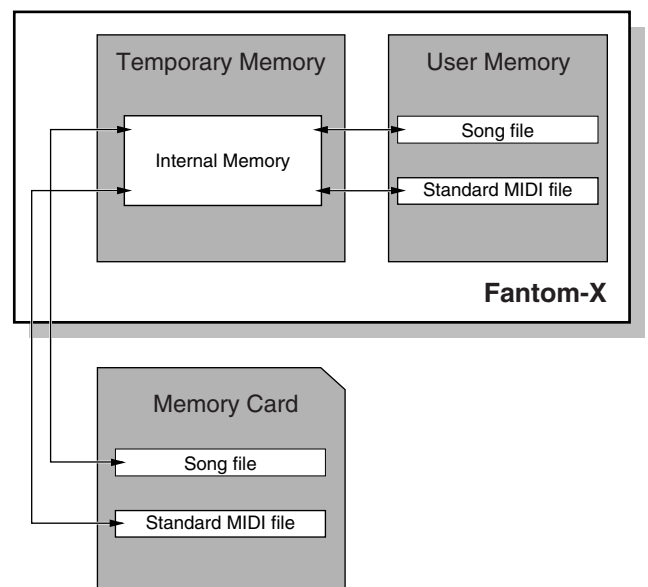 Temporary Memory
User Memory
Internal Memory
Song file
Standard MIDI file
Fantom-X
Memory Card
Song file
Standard MIDI file